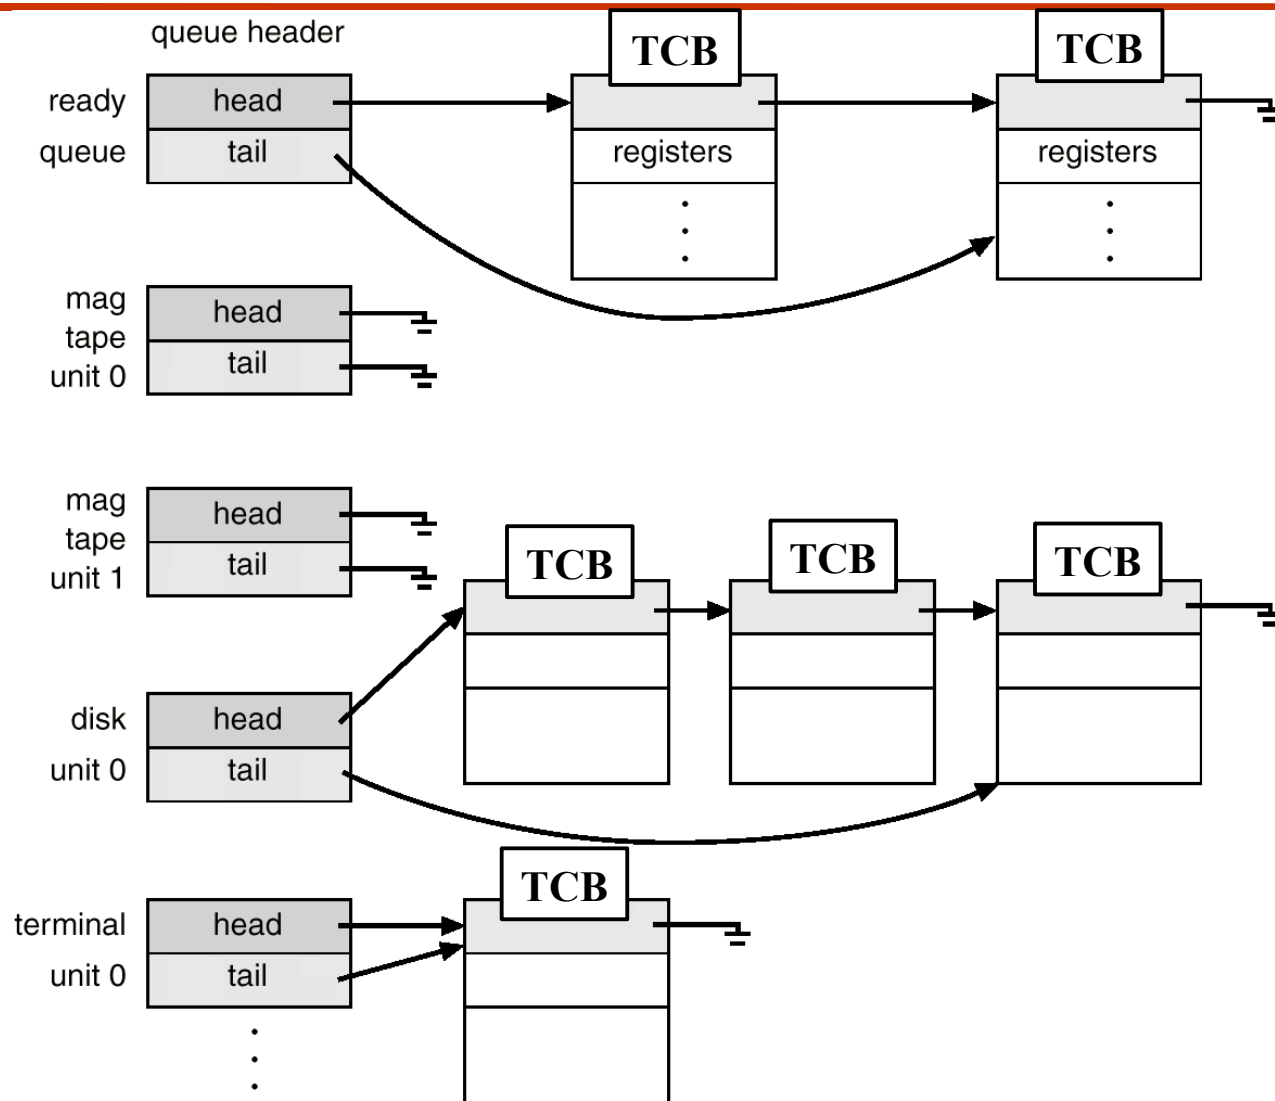 queue header
TCB
TCB
ready
queue
head
tail
registers
registers
mag
tape
unit 0
head
tail
mag
tape
unit 1
head
tail
TCB
TCB
TCB
disk
unit 0
head
tail
TCB
terminal
unit 0
head
tail